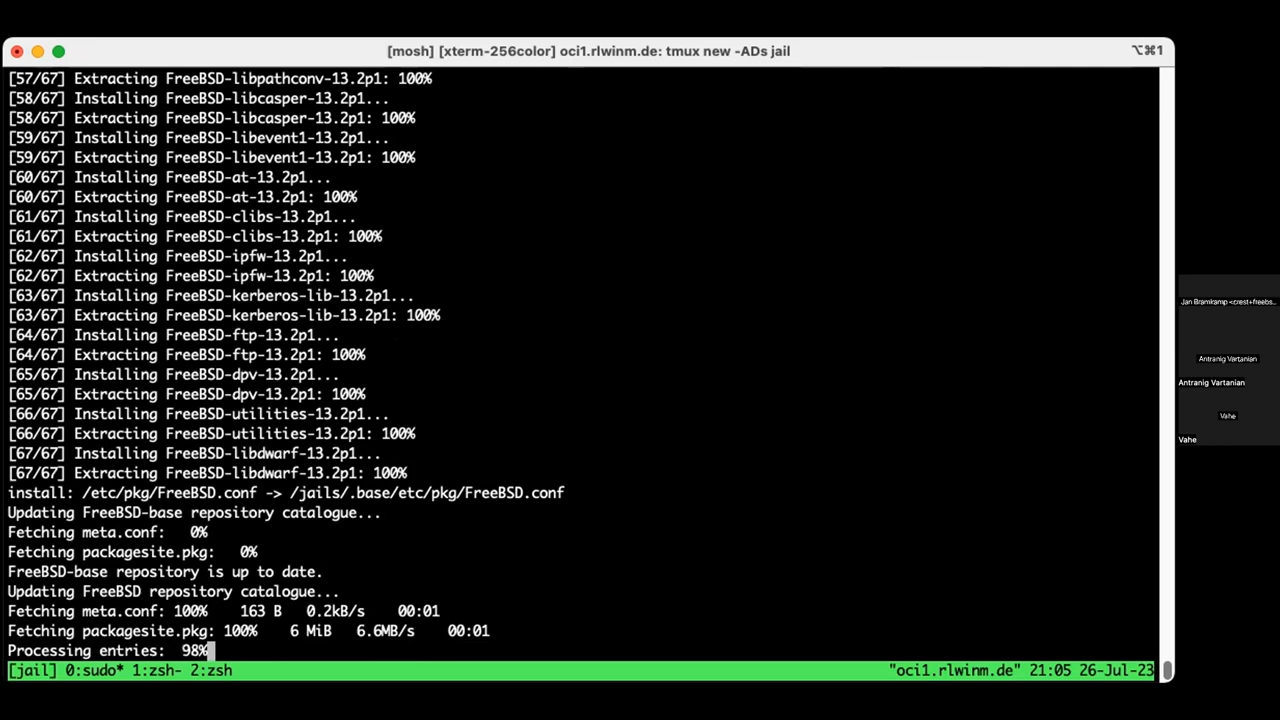 [mosh] [xterm-256color] oci1.rlwinm.de: tmux new -ADs jail
⌥⌘1
[57/67] Extracting FreeBSD-libpathconv-13.2p1: 100%
[58/67] Installing FreeBSD-libcasper-13.2p1...
[58/67] Extracting FreeBSD-libcasper-13.2p1: 100%
[59/67] Installing FreeBSD-libevent1-13.2p1...
[59/67] Extracting FreeBSD-libevent1-13.2p1: 100%
[60/67] Installing FreeBSD-at-13.2p1...
[60/67] Extracting FreeBSD-at-13.2p1: 100%
[61/67] Installing FreeBSD-clibs-13.2p1...
[61/67] Extracting FreeBSD-clibs-13.2p1: 100%
[62/67] Installing FreeBSD-ipfw-13.2p1...
[62/67] Extracting FreeBSD-ipfw-13.2p1: 100%
[63/67] Installing FreeBSD-kerberos-lib-13.2p1...
[63/67] Extracting FreeBSD-kerberos-lib-13.2p1: 100%
[64/67] Installing FreeBSD-ftp-13.2p1...
[64/67] Extracting FreeBSD-ftp-13.2p1: 100%
[65/67] Installing FreeBSD-dpv-13.2p1...
[65/67] Extracting FreeBSD-dpv-13.2p1: 100%
[66/67] Installing FreeBSD-utilities-13.2p1...
[66/67] Extracting FreeBSD-utilities-13.2p1: 100%
[67/67] Installing FreeBSD-libdwarf-13.2p1...
[67/67] Extracting FreeBSD-libdwarf-13.2p1: 100%
install: /etc/pkg/FreeBSD.conf -> /jails/.base/etc/pkg/FreeBSD.conf
Updating FreeBSD-base repository catalogue...
Fetching meta.conf:   0%
Fetching packagesite.pkg:   0%
FreeBSD-base repository is up to date.
Updating FreeBSD repository catalogue...
Fetching meta.conf: 100%    163 B   0.2kB/s    00:01
Fetching packagesite.pkg: 100%    6 MiB   6.6MB/s    00:01
Processing entries:  98%
[jail] 0:sudo* 1:zsh- 2:zsh
"oci1.rlwinm.de" 21:05 26-Jul-23
Jan Bramkamp <crest+freebs...
Antranig Vartanian
Antranig Vartanian
Vahe
Vahe